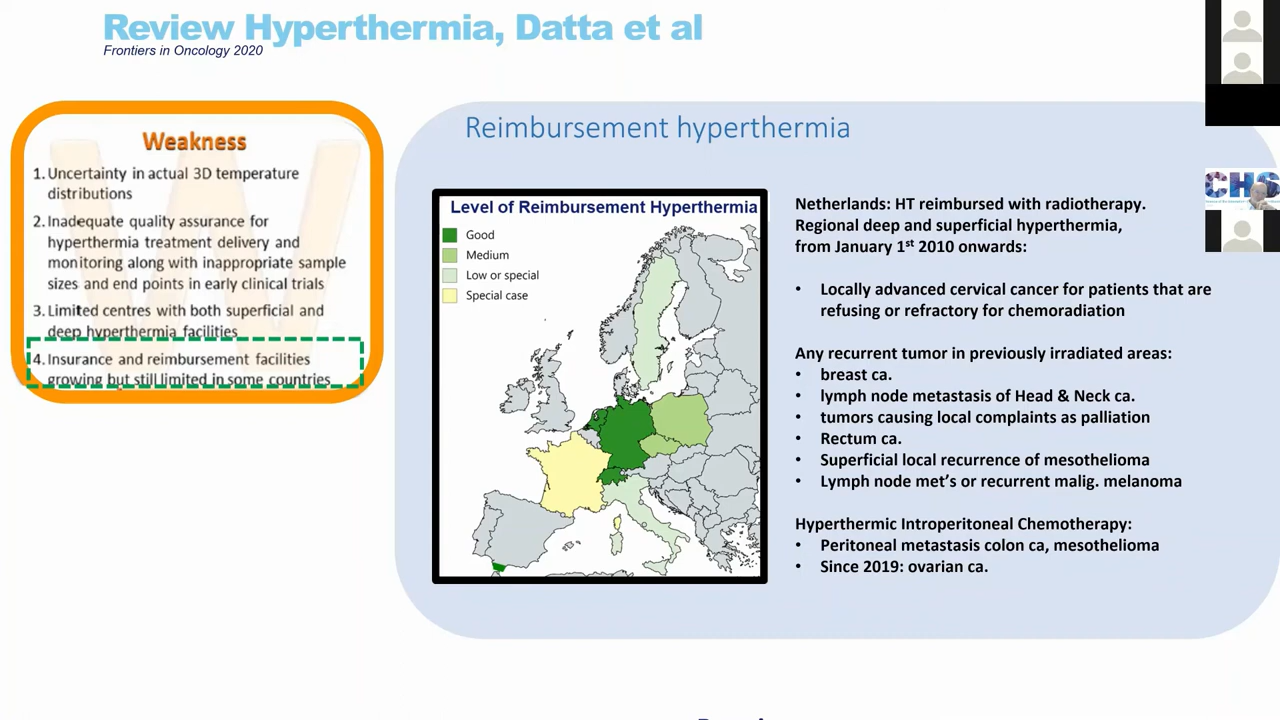 Review Hyperthermia, Datta et al
Frontiers in Oncology 2020
Weakness
1. Uncertainty in actual 3D temperature
distributions
2. Inadequate quality assurance for
hyperthermia treatment delivery and
monitoring along with inappropriate sample
sizes and end points in early clinical trials
3. Limited centres with both superficial and
deep hyperthermia facilities
4. Insurance and reimbursement facilities
growing but still limited in some countries
Reimbursement hyperthermia
Level of Reimbursement Hyperthermia
Good
Medium
Low or special
Special case
Netherlands: HT reimbursed with radiotherapy.
Regional deep and superficial hyperthermia,
from January 1st 2010 onwards:
• Locally advanced cervical cancer for patients that are
refusing or refractory for chemoradiation
Any recurrent tumor in previously irradiated areas:
• breast ca.
• lymph node metastasis of Head & Neck ca.
• tumors causing local complaints as palliation
• Rectum ca.
• Superficial local recurrence of mesothelioma
• Lymph node met's or recurrent malig. melanoma
Hyperthermic Introperitoneal Chemotherapy:
• Peritoneal metastasis colon ca, mesothelioma
• Since 2019: ovarian ca.
CHS